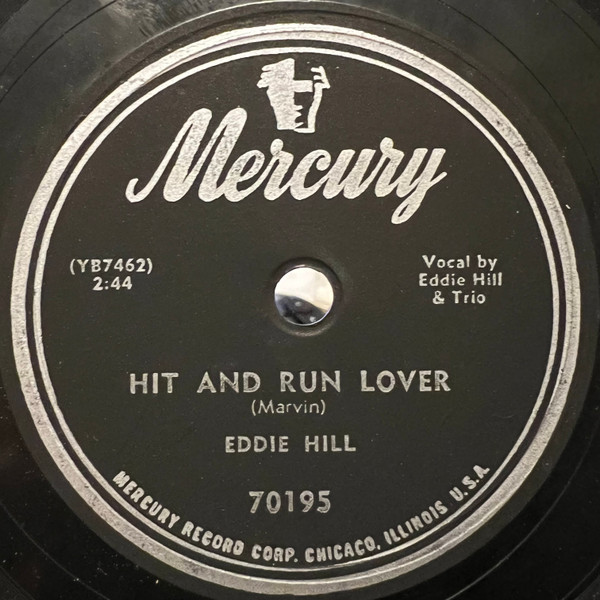 Mercury
(YB7462)
2:44
Vocal by
Eddie Hill
& Trio
HIT AND RUN LOVER
(Marvin)
EDDIE HILL
70195
MERCURY RECORD CORP. CHICAGO, ILLINOIS U.S.A.